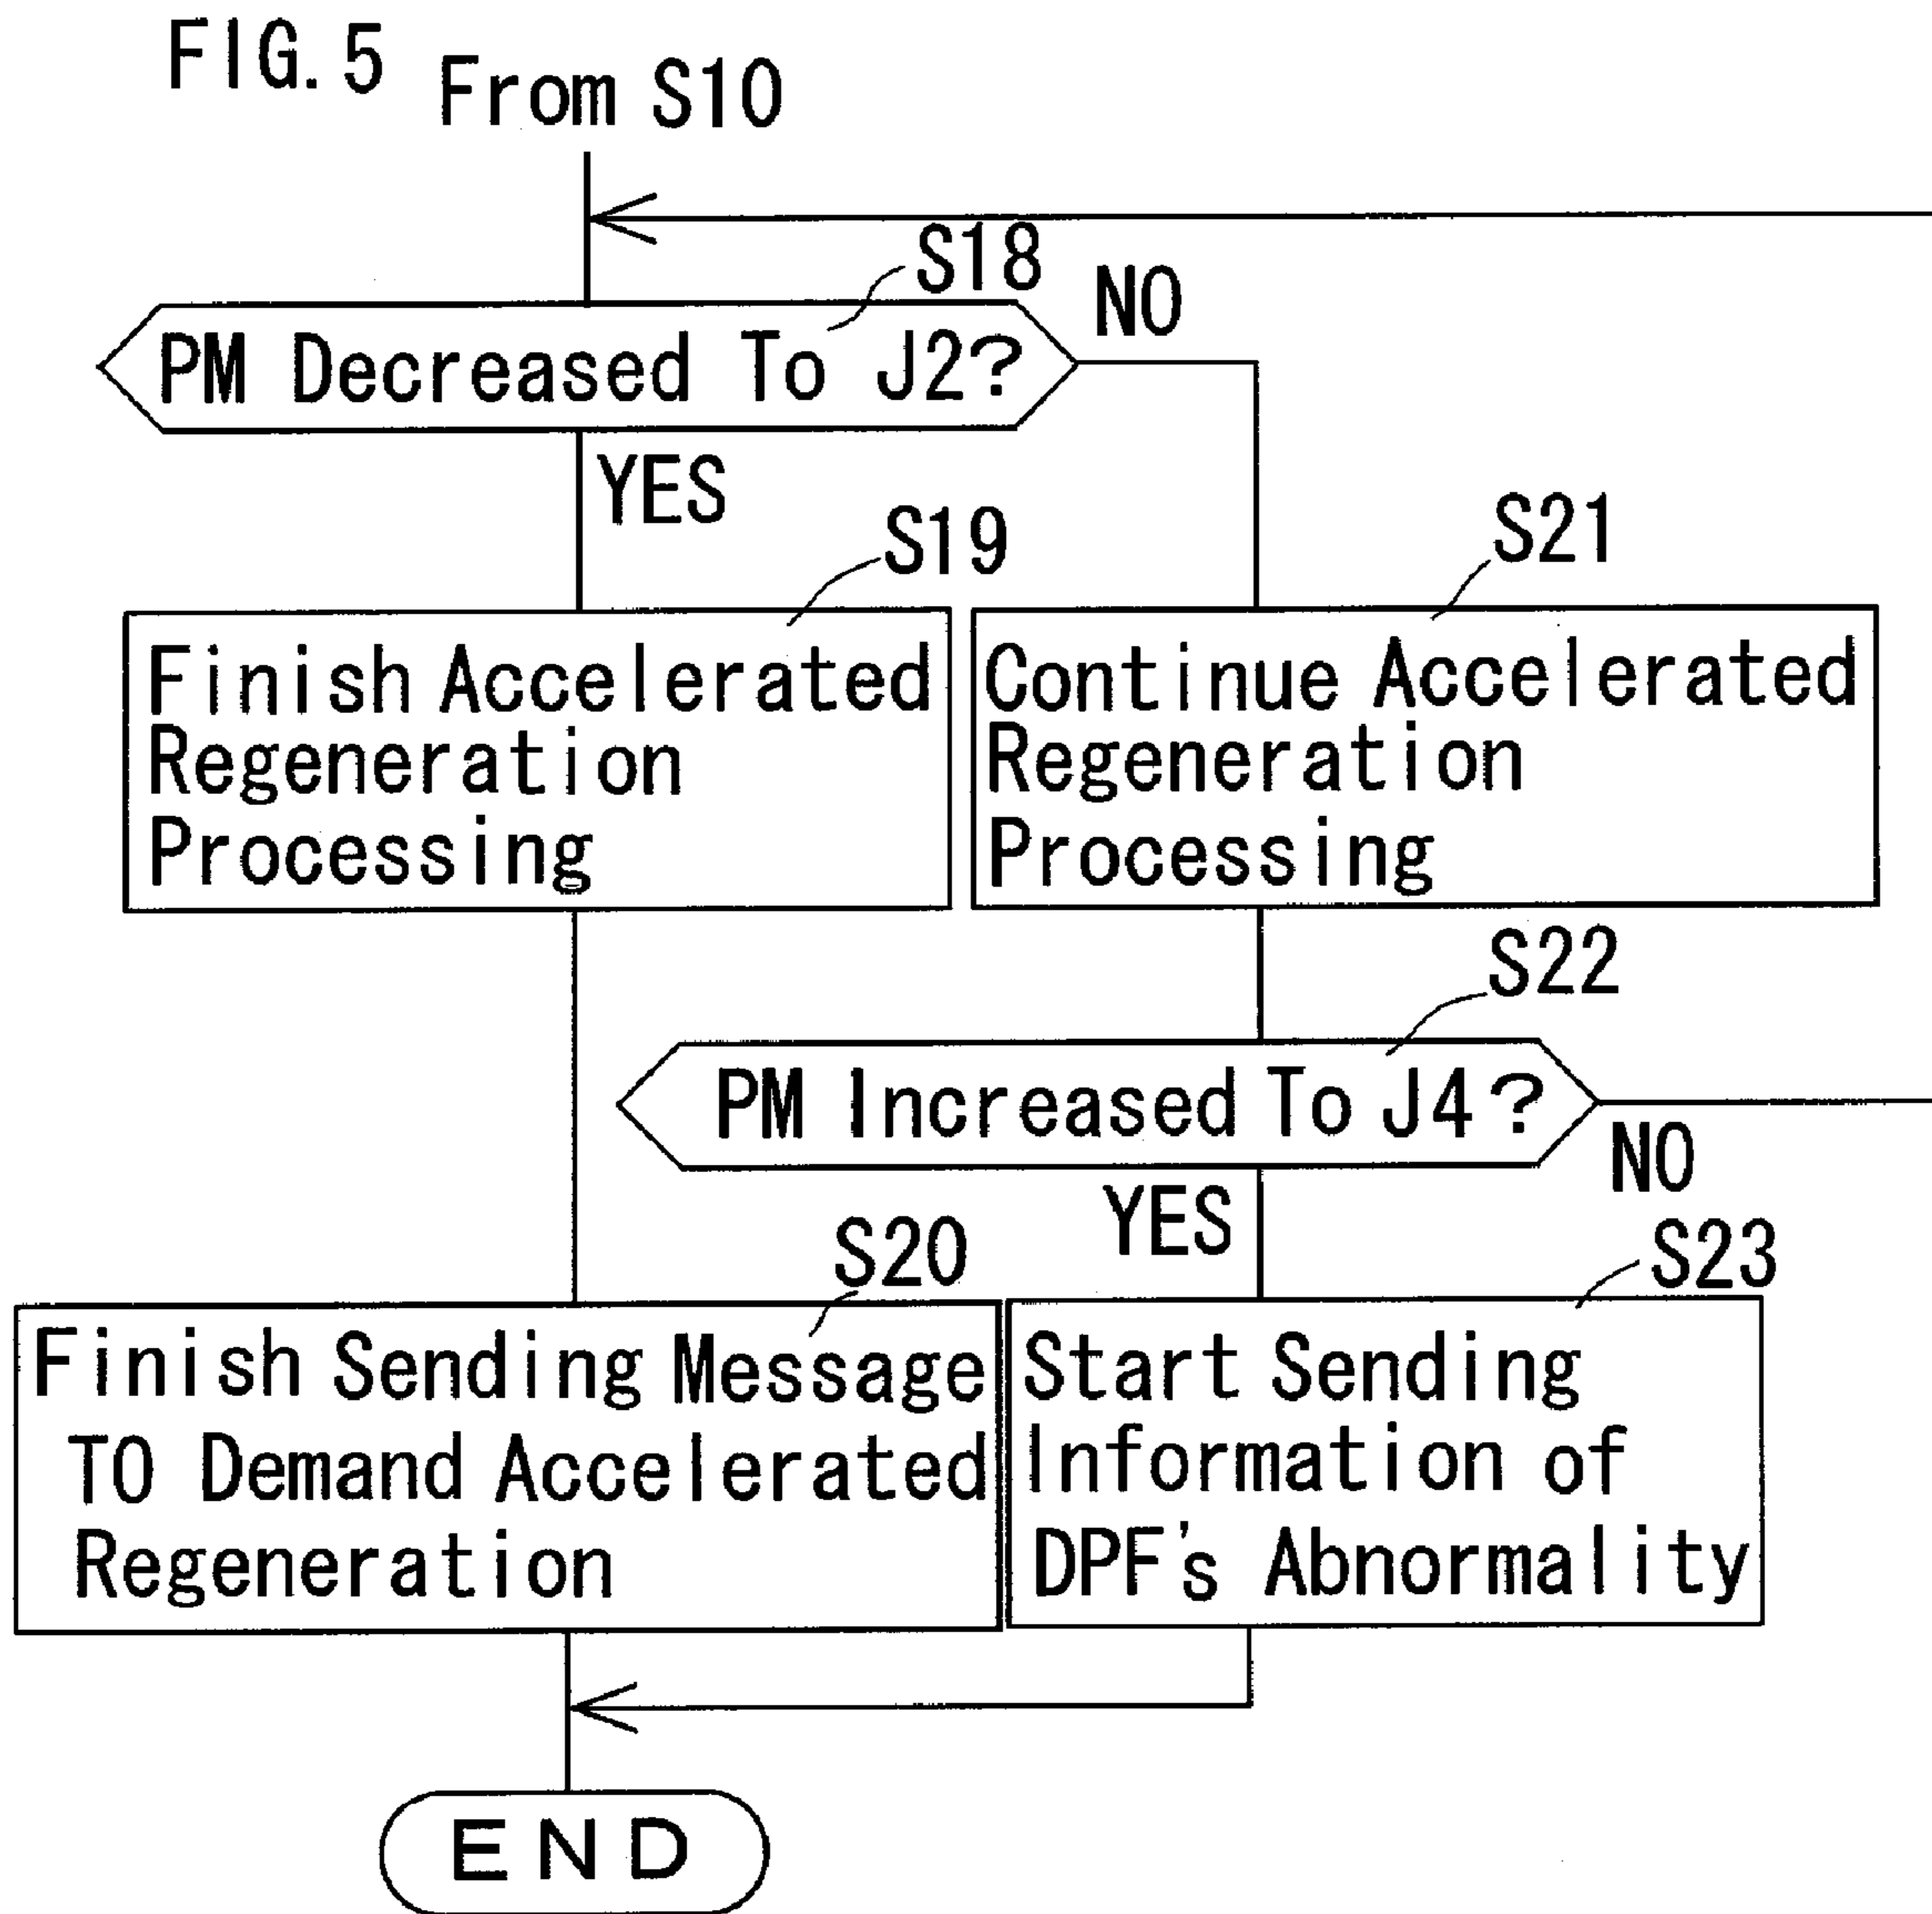 FIG. 5
From S10
S18
NO
PM Decreased To J2?
YES
S19
S21
Finish Accelerated
Regeneration
Processing
Continue Accelerated
Regeneration
Processing
S22
PM Increased To J4?
NO
YES
S20
S23
Finish Sending Message
TO Demand Accelerated
Regeneration
Start Sending
Information of
DPF's Abnormality
END